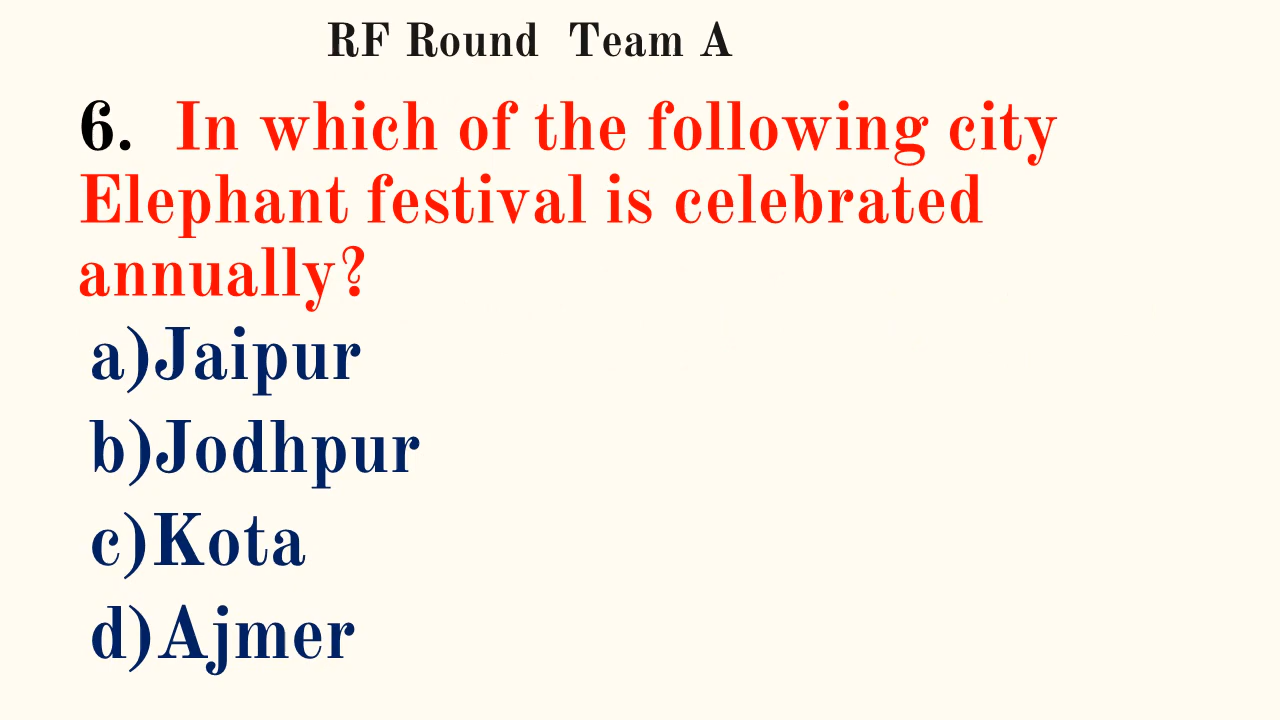 RF Round  Team A
6.  In which of the following city
Elephant festival is celebrated
annually?
a)Jaipur
b)Jodhpur
c)Kota
d)Ajmer